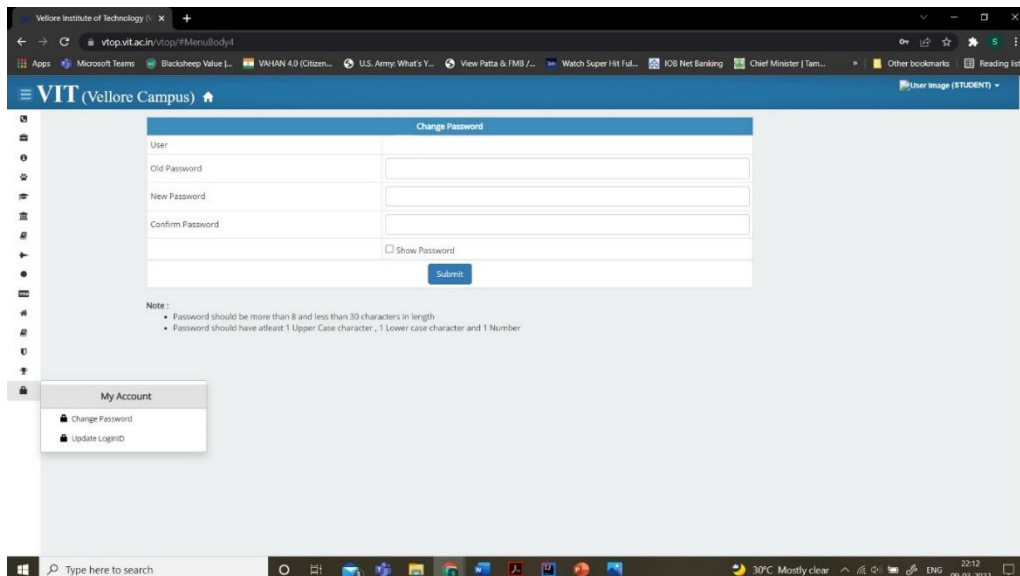 Vellore Institute of Technology (V
vtop.vit.ac.in/vtop/#MenuBody4
Apps Microsoft Teams Blacksheep Value |... VAHAN 4.0 (Citizen... U.S. Army: What's Y... View Patta & FMB /... Watch Super Hit Ful... IOB Net Banking Chief Minister | Tam... » Other bookmarks Reading list
VIT (Vellore Campus) User Image (STUDENT)
Change Password
User
Old Password
New Password
Confirm Password
Show Password
Submit
Note :
Password should be more than 8 and less than 30 characters in length
Password should have atleast 1 Upper Case character , 1 Lower case character and 1 Number
My Account
Change Password
Update LoginID
Type here to search 30°C Mostly clear ENG 22:12
09-03-2022